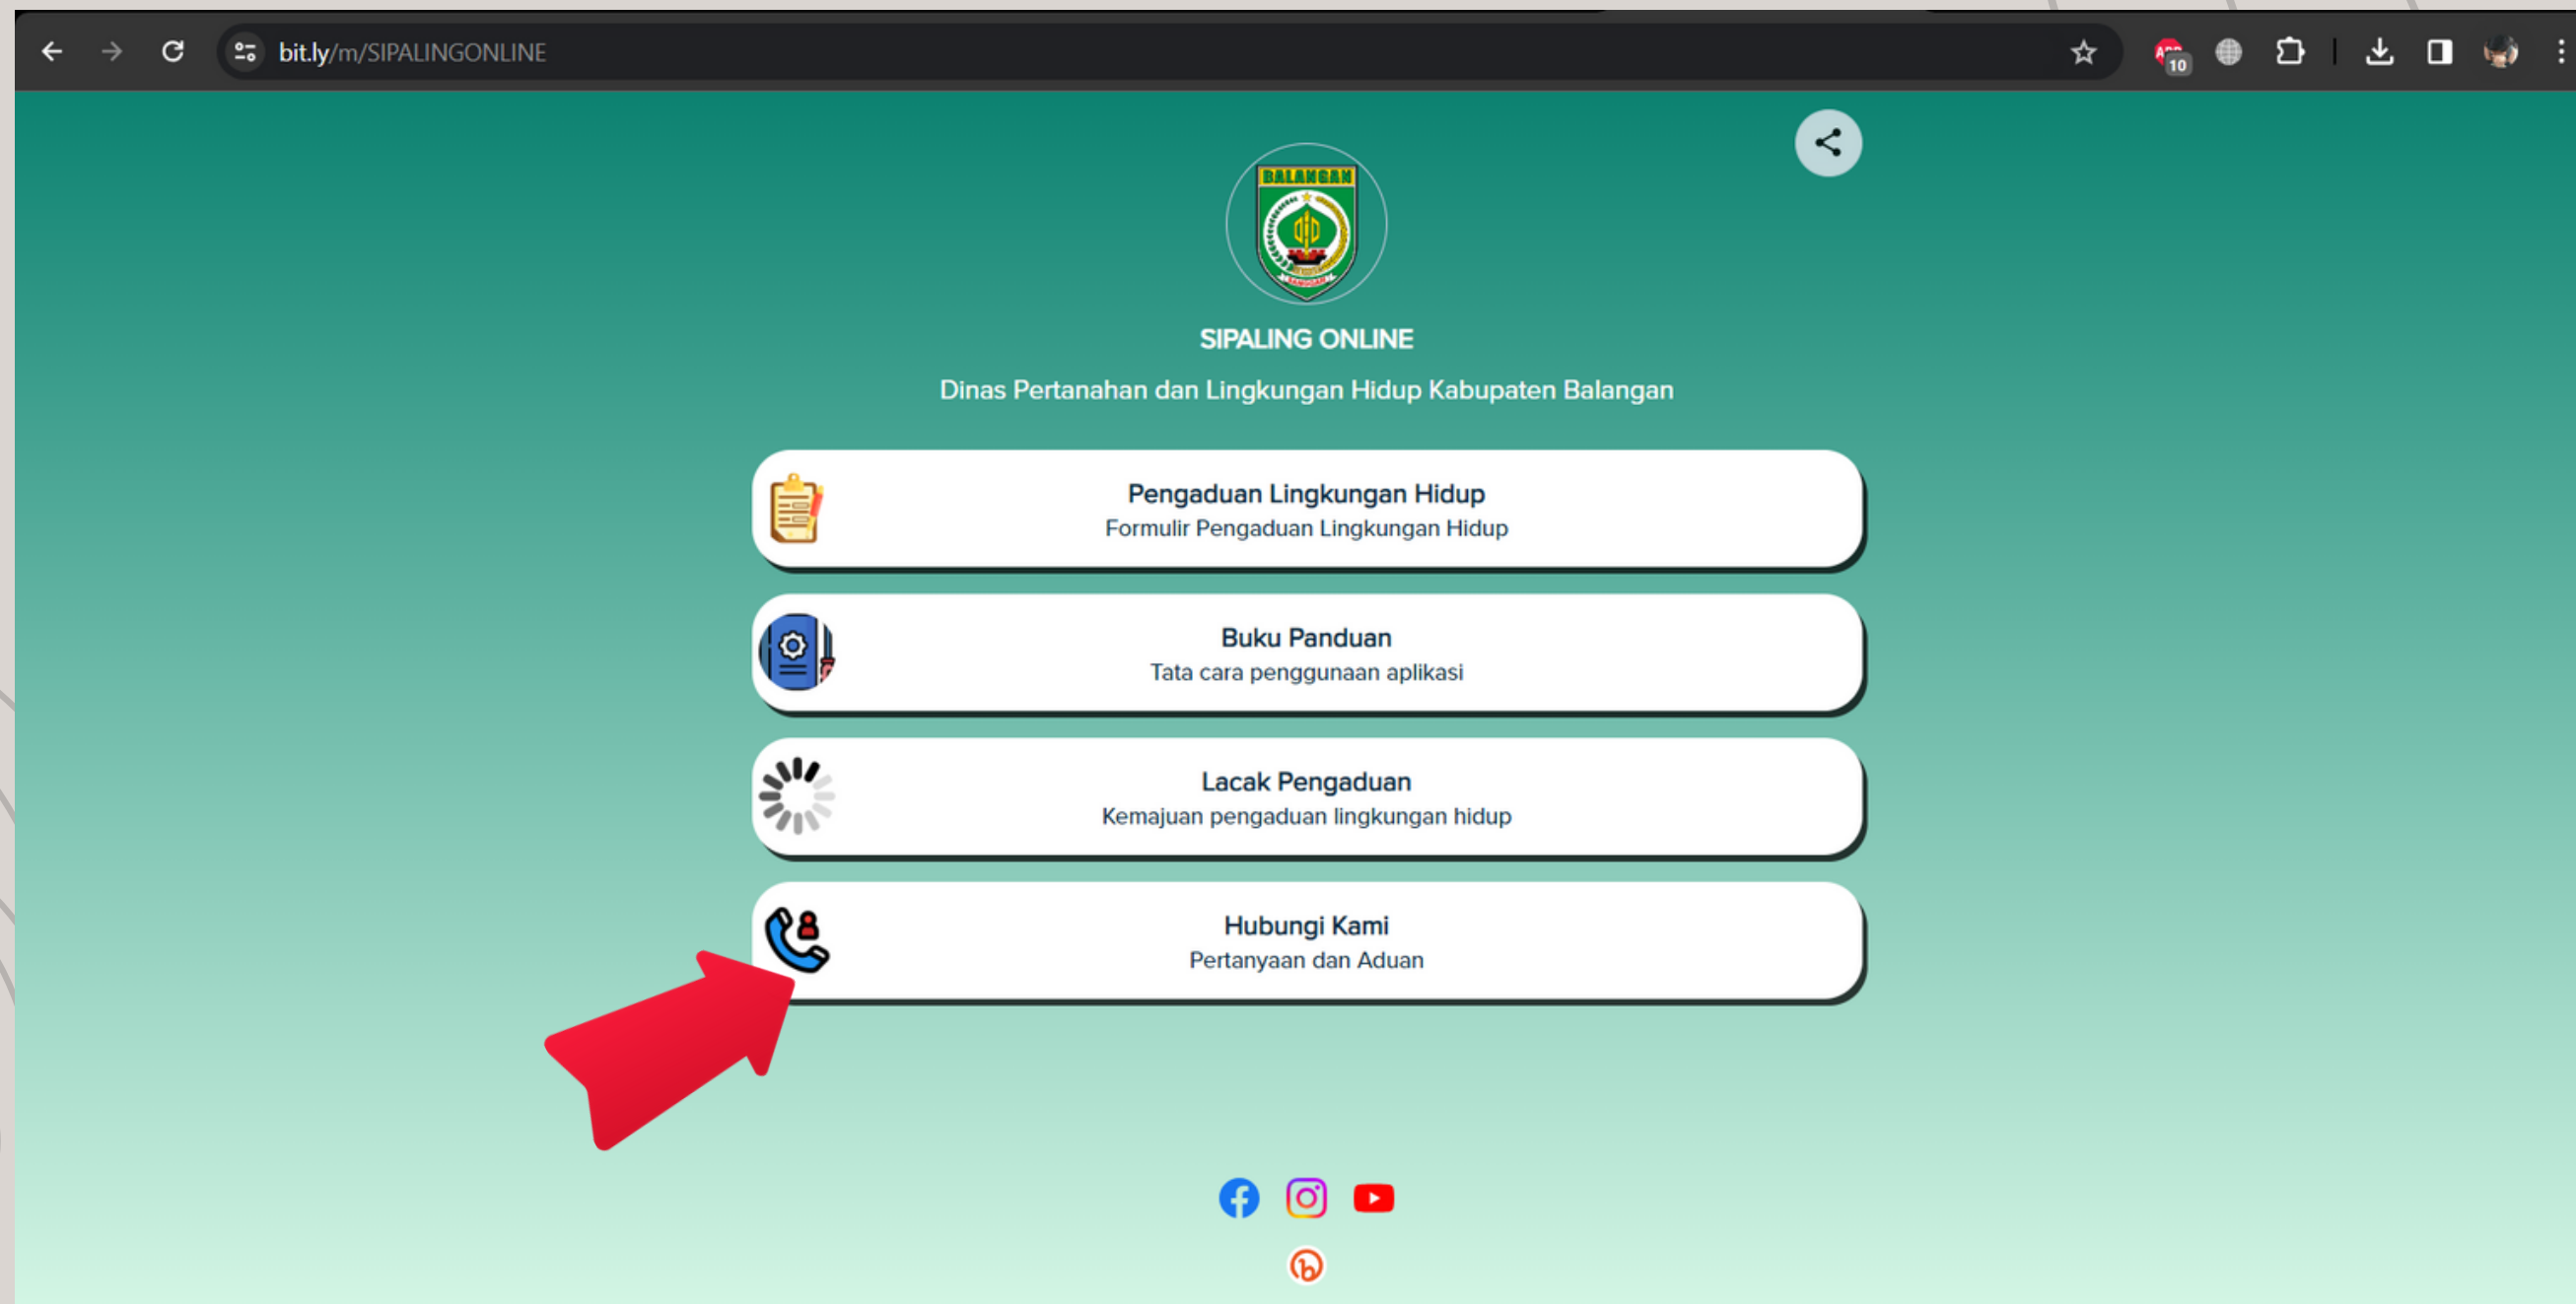 bit.ly/m/SIPALINGONLINE
10
BALANGAN
SIPALING ONLINE
Dinas Pertanahan dan Lingkungan Hidup Kabupaten Balangan
Pengaduan Lingkungan Hidup
Formulir Pengaduan Lingkungan Hidup
Buku Panduan
Tata cara penggunaan aplikasi
Lacak Pengaduan
Kemajuan pengaduan lingkungan hidup
Hubungi Kami
Pertanyaan dan Aduan